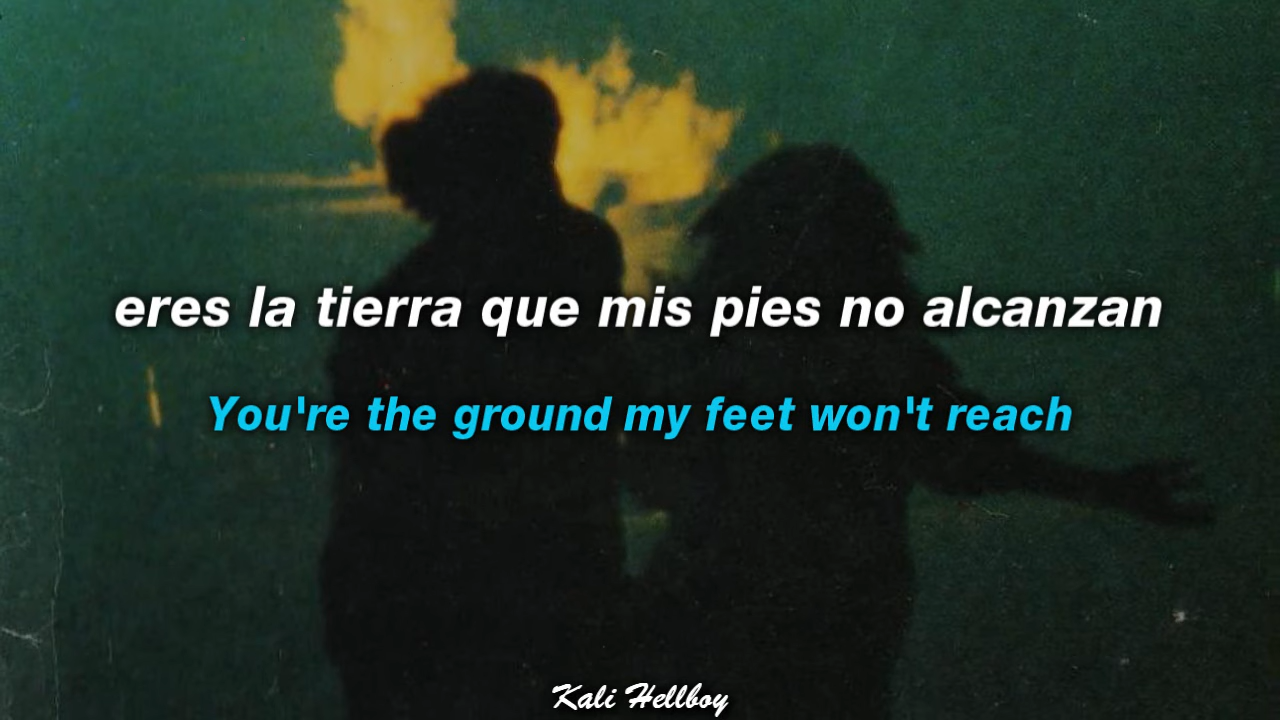 eres la tierra que mis pies no alcanzan
You're the ground my feet won't reach
Kali Hellboy